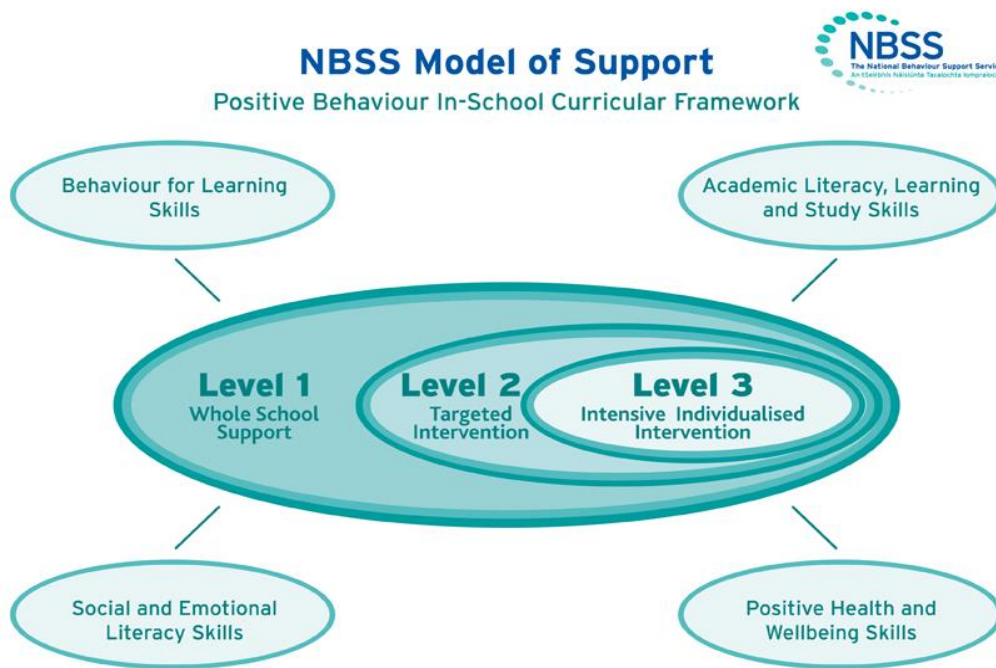 NBSS Model of Support
Positive Behaviour In-School Curricular Framework
NBSS
The National Behaviour Support Servic
Behaviour for Learning
Skills
Academic Literacy, Learning
and Study Skills
Level 1
Whole School
Support
Level 2
Targeted
Intervention
Level 3
Intensive Individualised
Intervention
Social and Emotional
Literacy Skills
Positive Health and
Wellbeing Skills